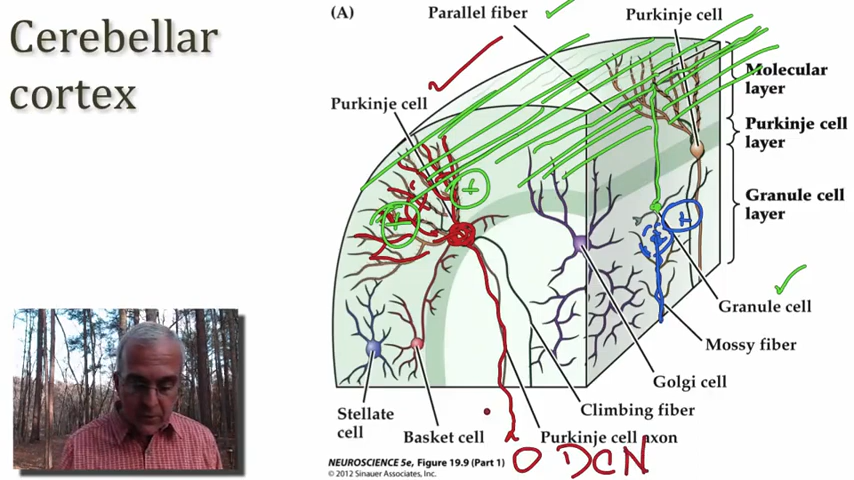 Cerebellar
cortex
(A)
Parallel fiber
Purkinje cell
Purkinje cell
Molecular
layer
Purkinje cell
layer
Granule cell
layer
Granule cell
Mossy fiber
Golgi cell
Climbing fiber
Purkinje cell axon
Basket cell
Stellate
cell
DCN
NEUROSCIENCE 5e, Figure 19.9 (Part 1)
© 2012 Sinauer Associates, Inc.